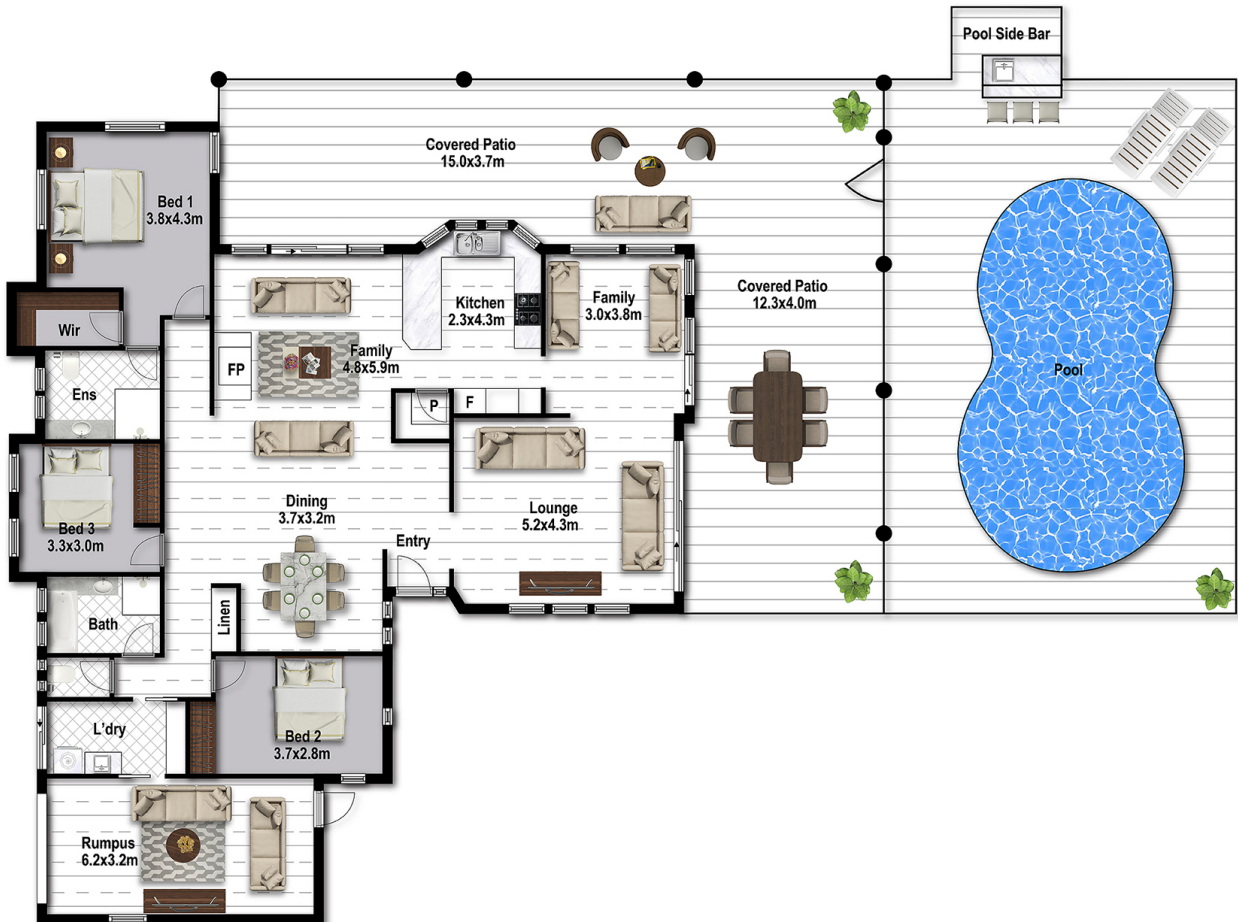 Pool Side Bar
Covered Patio
15.0x3.7m
Bed 1
3.8x4.3m
Covered Patio
12.3x4.0m
Kitchen
2.3x4.3m
Family
3.0x3.8m
Wir
Family
4.8x5.9m
FP
Pool
Ens
P
F
Dining
3.7x3.2m
Lounge
5.2x4.3m
Bed 3
3.3x3.0m
Entry
Bath
Linen
L'dry
Bed 2
3.7x2.8m
Rumpus
6.2x3.2m